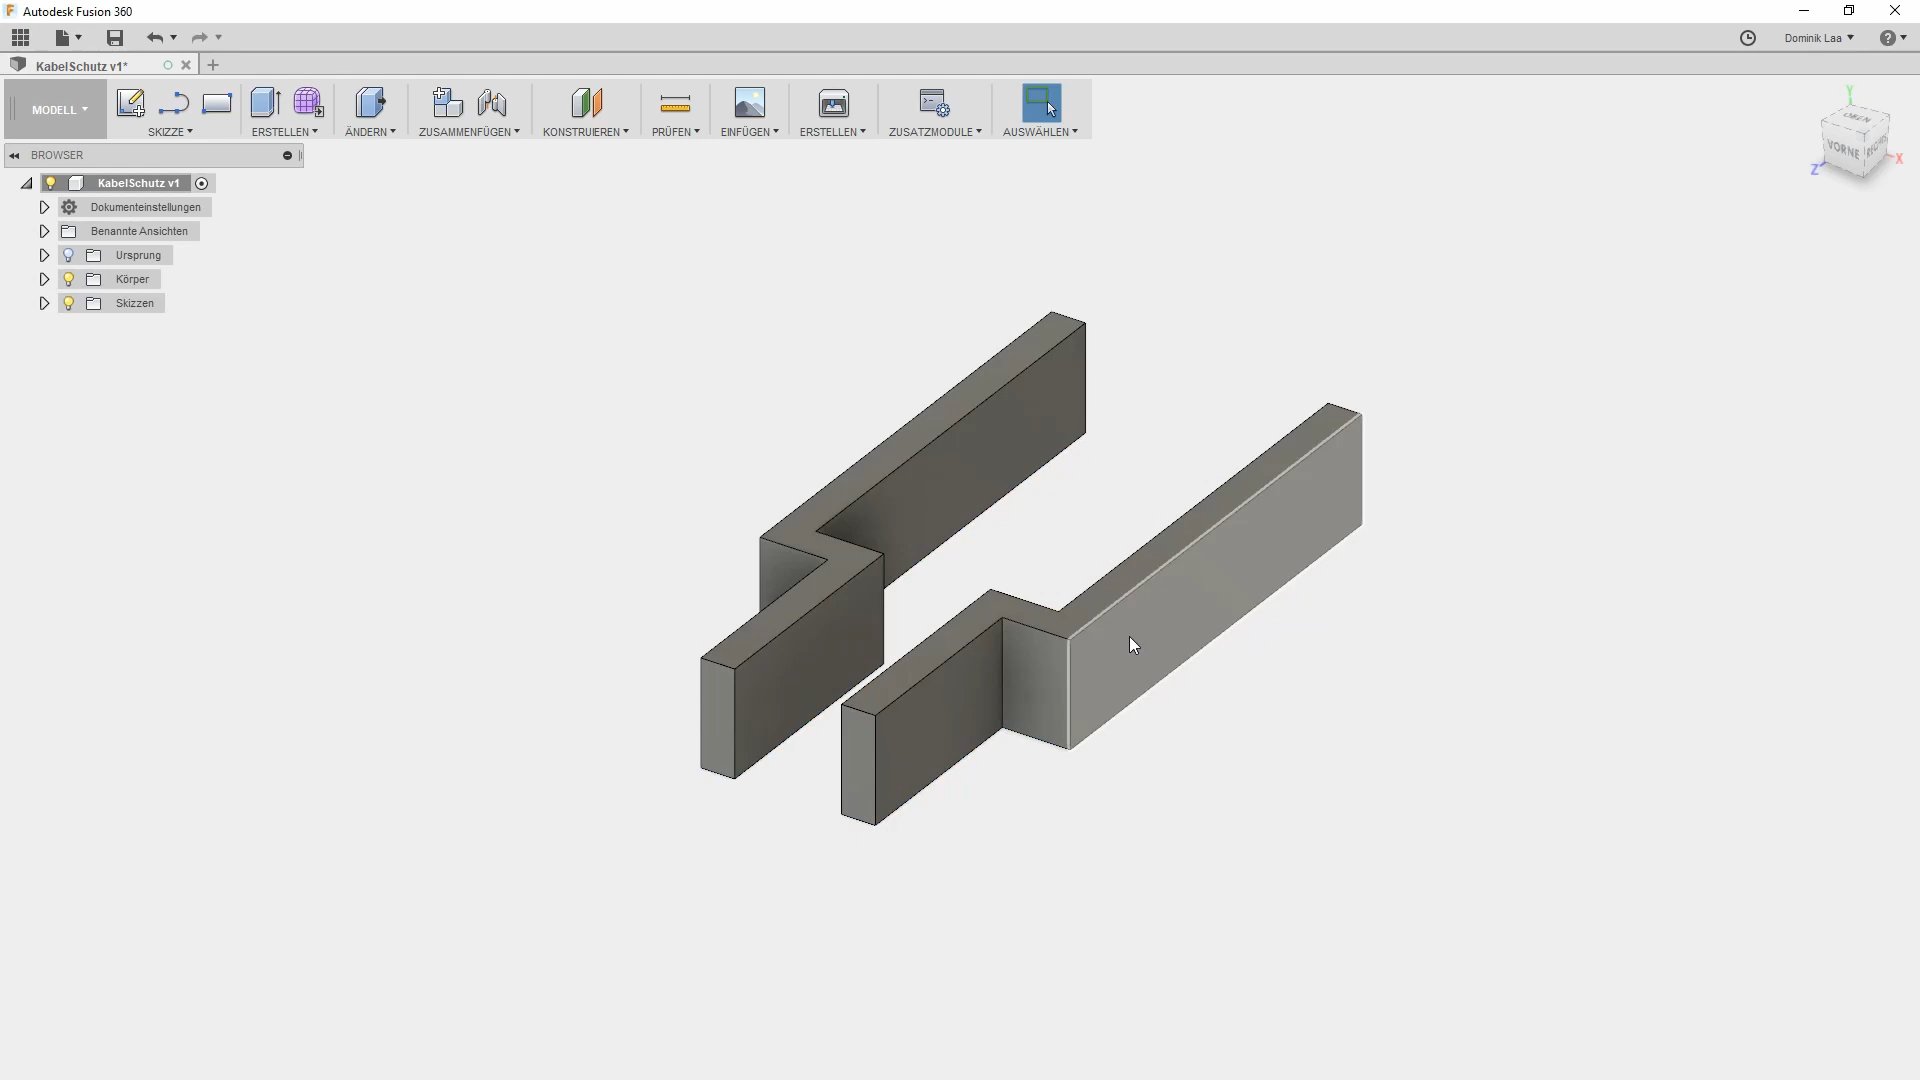 Autodesk Fusion 360
Dominik Laa
KabelSchutz v1*
MODELL
SKIZZE
ERSTELLEN
ÄNDERN
ZUSAMMENFÜGEN
KONSTRUIEREN
PRÜFEN
EINFÜGEN
ERSTELLEN
ZUSATZMODULE
AUSWÄHLEN
BROWSER
KabelSchutz v1
Dokumenteinstellungen
Benannte Ansichten
Ursprung
Körper
Skizzen
Y
OBEN
VORNE
X
Z